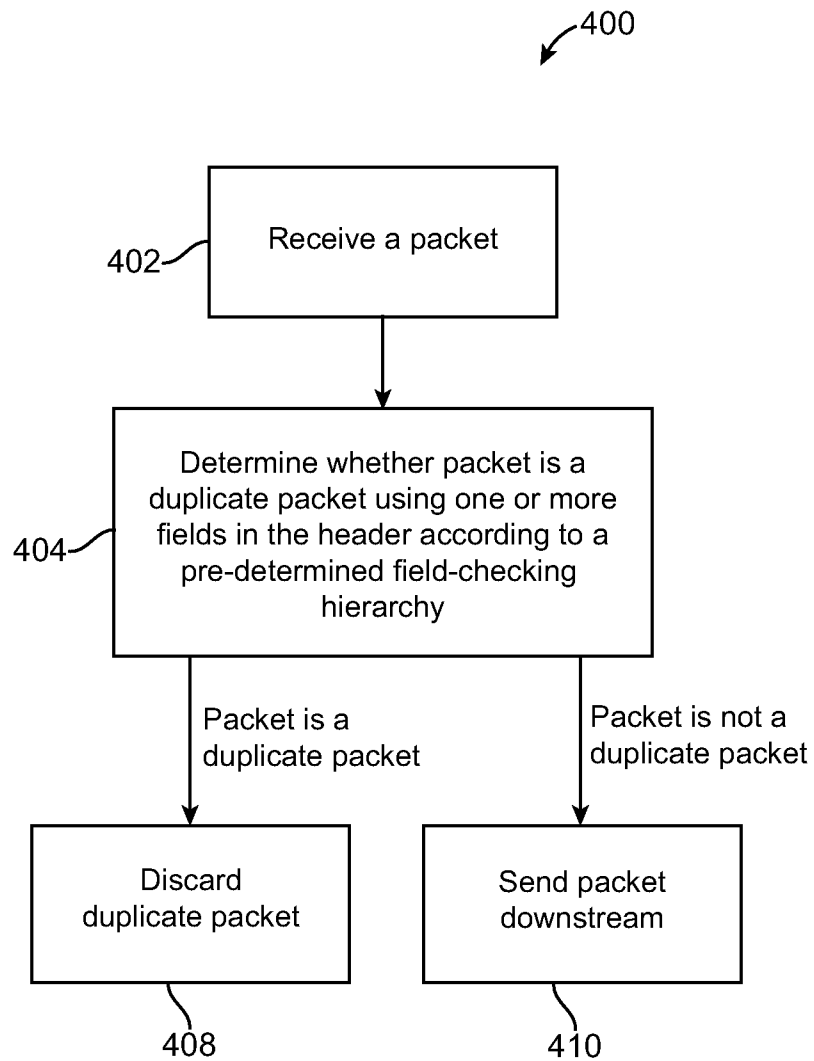 400
Receive a packet
402
Determine whether packet is a
duplicate packet using one or more
fields in the header according to a
pre-determined field-checking
hierarchy
404
Packet is a
duplicate packet
Packet is not a
duplicate packet
Discard
duplicate packet
Send packet
downstream
408
410